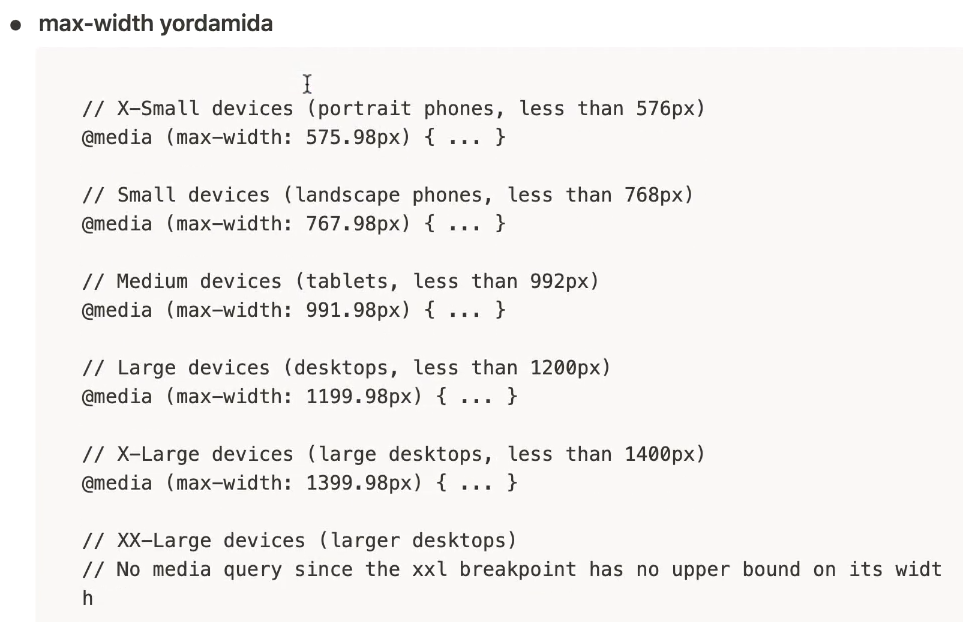 max-width yordamida
// X-Small devices (portrait phones, less than 576px)
@media (max-width: 575.98px) { ... }
// Small devices (landscape phones, less than 768px)
@media (max-width: 767.98px) { ... }
// Medium devices (tablets, less than 992px)
@media (max-width: 991.98px) { ... }
// Large devices (desktops, less than 1200px)
@media (max-width: 1199.98px) { ... }
// X-Large devices (large desktops, less than 1400px)
@media (max-width: 1399.98px) { ... }
// XX-Large devices (larger desktops)
// No media query since the xxl breakpoint has no upper bound on its widt
h